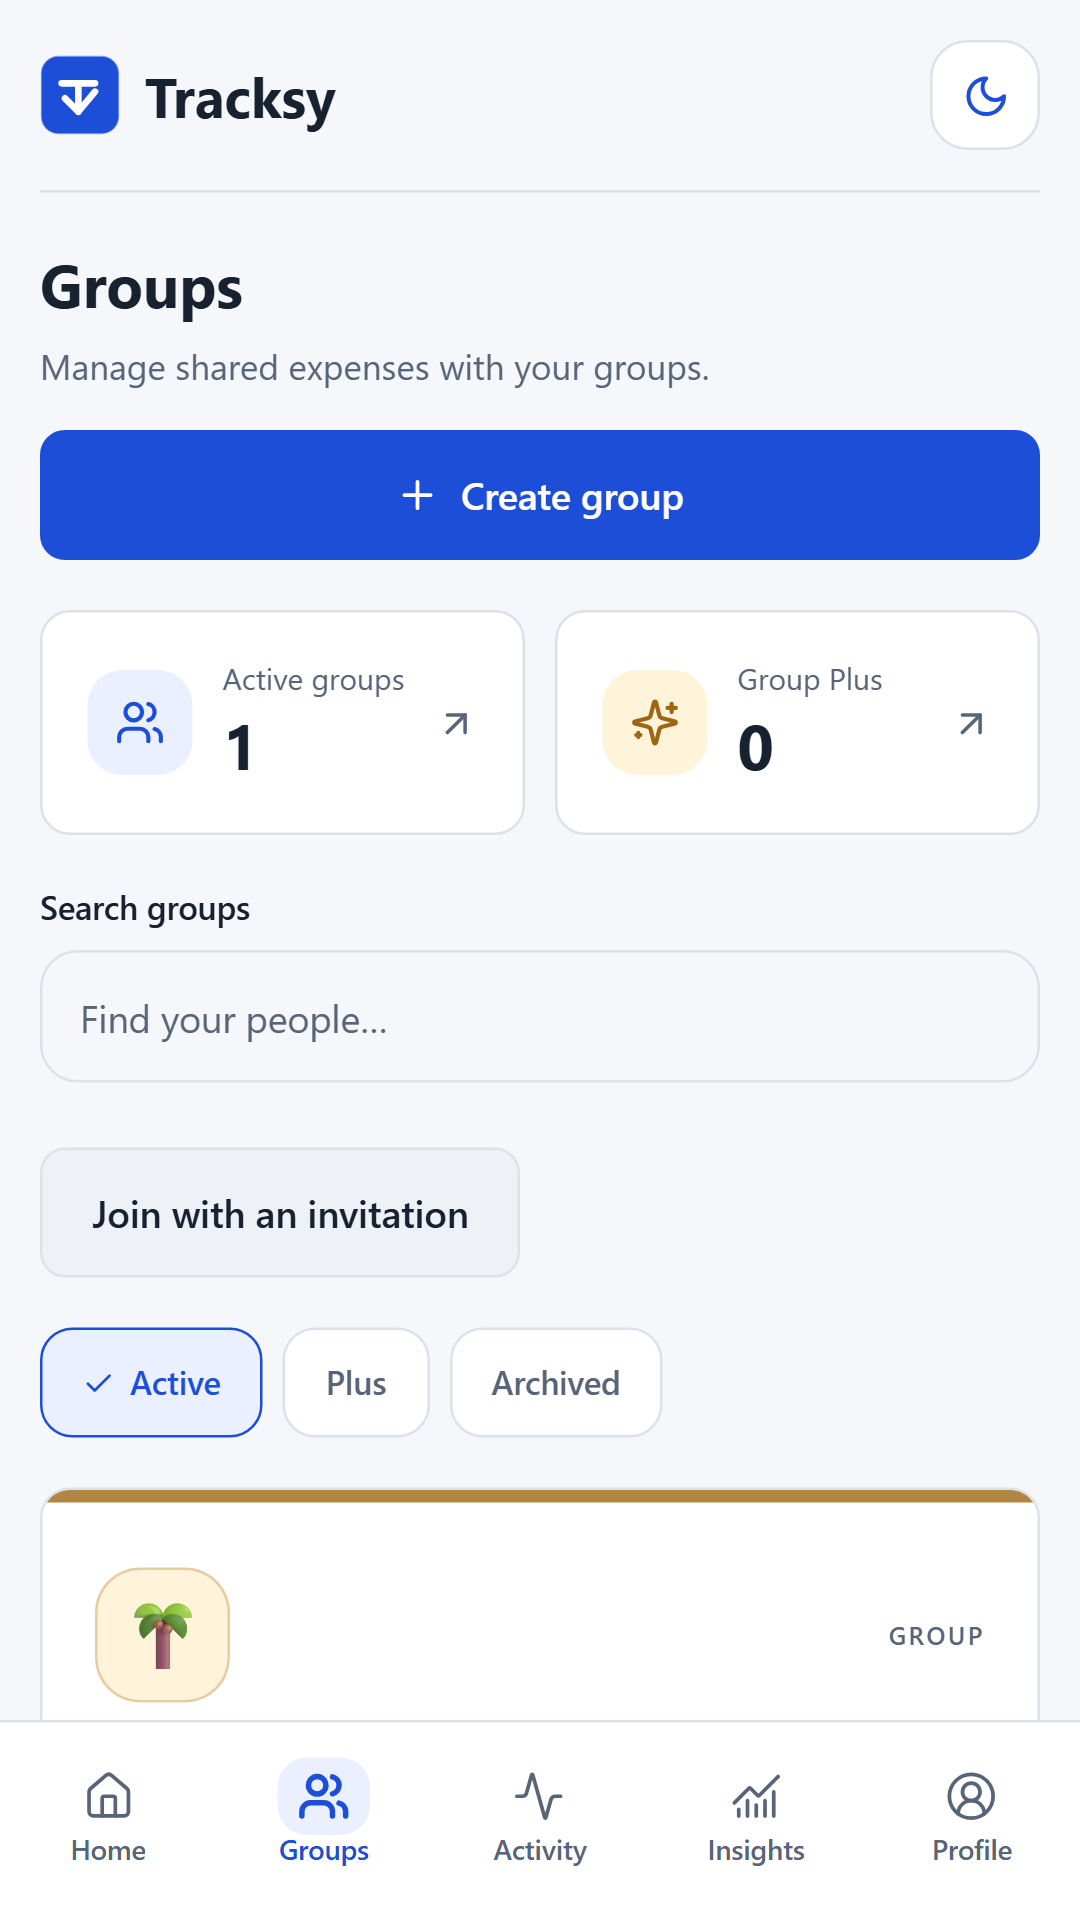 Tracksy
Groups
Manage shared expenses with your groups.
Create group
Active groups
1
Group Plus
0
Search groups
Find your people...
Join with an invitation
Active
Plus
Archived
GROUP
Home
Groups
Activity
Insights
Profile